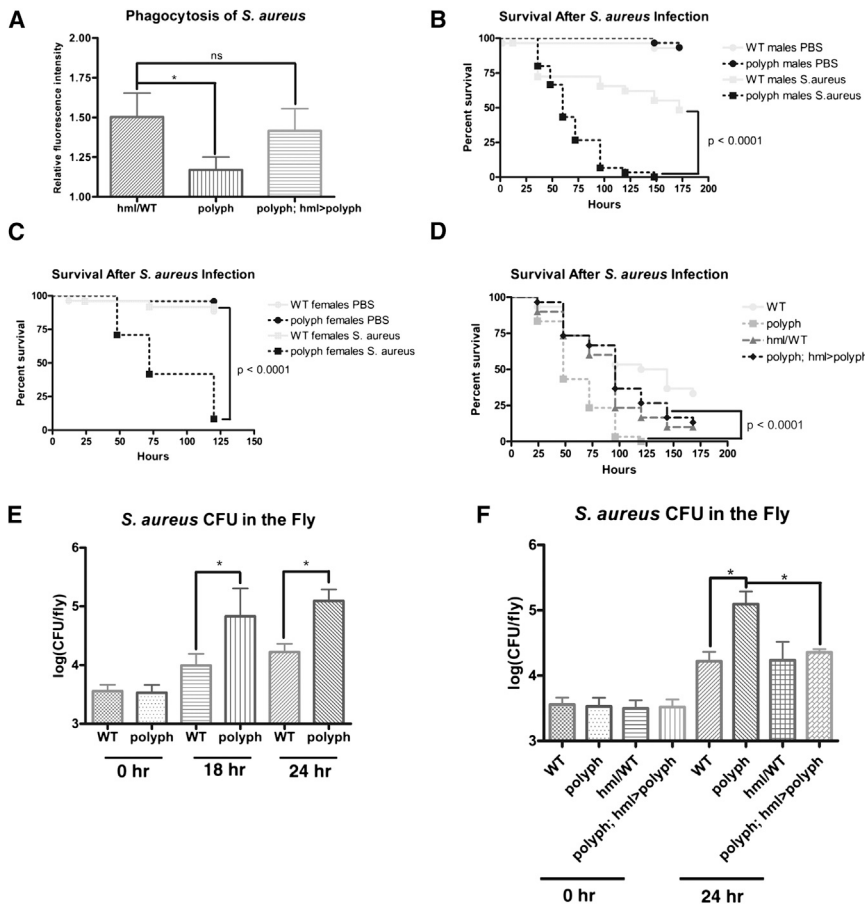 A
Phagocytosis of S. aureus
Relative fluorescence intensity
1.75
1.50
1.25
1.00
ns
*
hml/WT
polyph
polyph; hml>polyph
B
Survival After S. aureus Infection
Percent survival
100
75
50
25
0
0 25 50 75 100 125 150 175 200
Hours
WT males PBS
polyph males PBS
WT males S.aureus
polyph males S.aureus
p < 0.0001
C
Survival After S. aureus Infection
Percent survival
100
75
50
25
0
0 25 50 75 100 125 150
Hours
WT females PBS
polyph females PBS
WT females S. aureus
polyph females S. aureus
p < 0.0001
D
Survival After S. aureus Infection
Percent survival
100
75
50
25
0
0 25 50 75 100 125 150 175 200
Hours
WT
polyph
hml/WT
polyph; hml>polyph
p < 0.0001
E
S. aureus CFU in the Fly
log(CFU/fly)
6
5
4
3
*
*
WT polyph WT polyph WT polyph
0 hr 18 hr 24 hr
F
S. aureus CFU in the Fly
log(CFU/fly)
6
5
4
3
*
*
WT
polyph
hml/WT
polyph; hml>polyph
WT
polyph
hml/WT
polyph; hml>polyph
0 hr 24 hr